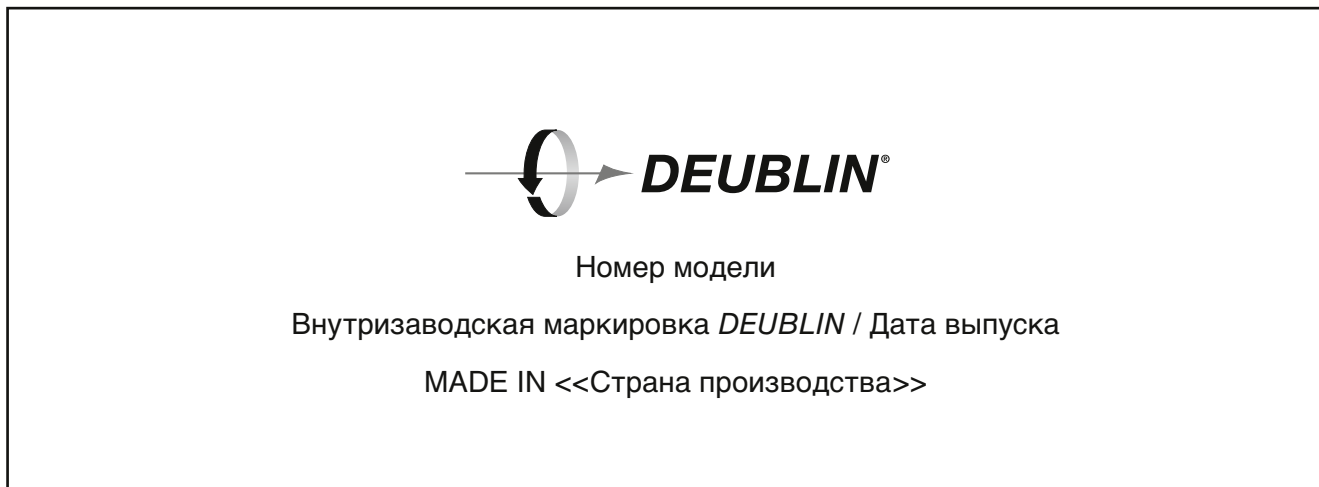 DEUBLIN®
Номер модели
Внутризаводская маркировка DEUBLIN / Дата выпуска
MADE IN <<Страна производства>>